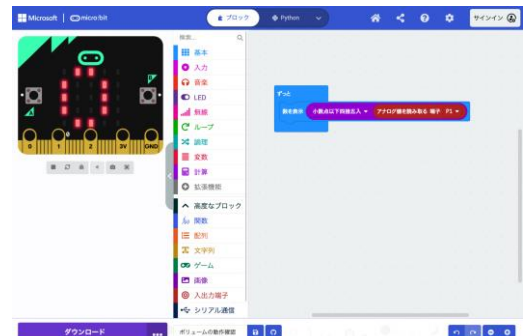 Microsoft micro:bit
ブロック
Python
サインイン
検索...
基本
入力
音楽
LED
無線
ループ
論理
変数
計算
拡張機能
高度なブロック
関数
配列
文字列
ゲーム
画像
入出力端子
シリアル通信
ずっと
数を表示 小数点以下四捨五入 アナログ値を読み取る 端子 P1
0 1 2 3V GND
ダウンロード
ボリュームの動作確認